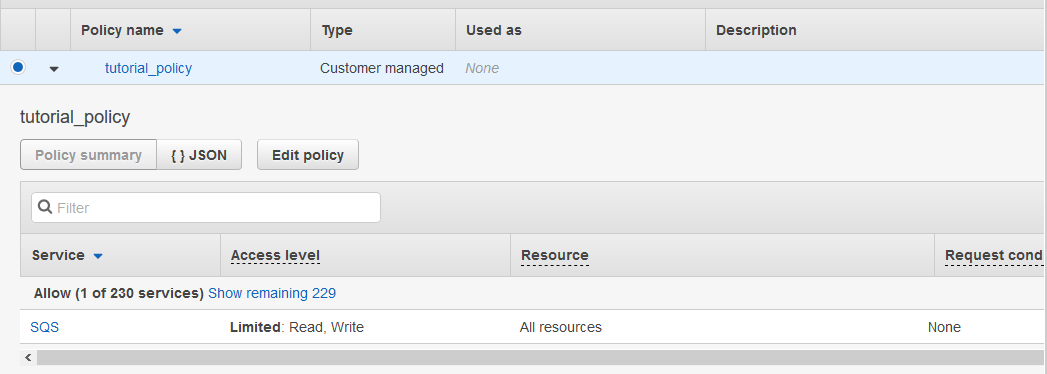 Policy name Type Used as Description
tutorial_policy Customer managed None
tutorial_policy
Policy summary { } JSON Edit policy
Filter
Service Access level Resource Request cond
Allow (1 of 230 services) Show remaining 229
SQS Limited: Read, Write All resources None